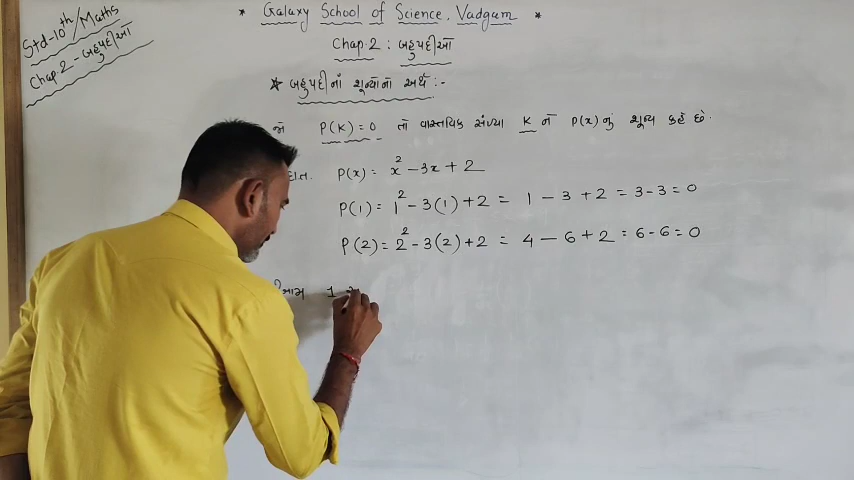 * Galaxy School of Science, Vadgam *
Std-10th/Maths
Chap.2 - બહુપદીઓ
Chap.2 : બહુપદીઓ
* બહુપદીનાં શૂન્યોનો અર્થ :-
જો P(K) = 0 તો વાસ્તવિક સંખ્યા K ને P(x)નું શૂન્ય કહે છે.
P(x) = x² - 3x + 2
P(1) = 1² - 3(1) + 2 = 1 - 3 + 2 = 3 - 3 = 0
P(2) = 2² - 3(2) + 2 = 4 - 6 + 2 = 6 - 6 = 0
આમ 1